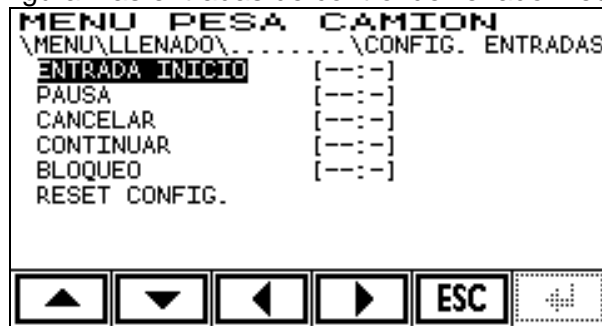 MENU PESA CAMION
\MENU\LLENADO\.........\CONFIG. ENTRADAS
ENTRADA INICIO [--:-]
PAUSA [--:-]
CANCELAR [--:-]
CONTINUAR [--:-]
BLOQUEO [--:-]
RESET CONFIG.
ESC